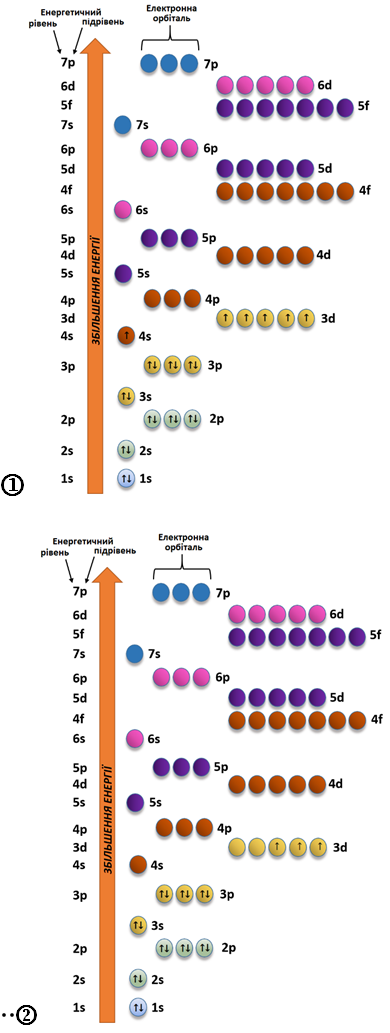 Енергетичний
рівень підрівень
Електронна
орбіталь
7p 7p
6d 6d
5f 5f
7s 7s
6p 6p
5d 5d
4f 4f
6s 6s
5p 5p
4d 4d
5s 5s
4p 4p
3d ↑ ↑ ↑ ↑ ↑ 3d
4s ↑ 4s
3p ↑↓ ↑↓ ↑↓ 3p
3s ↑↓ 3s
2p ↑↓ ↑↓ ↑↓ 2p
2s ↑↓ 2s
1s ↑↓ 1s
ЗБІЛЬШЕННЯ ЕНЕРГІЇ
①
Енергетичний
рівень підрівень
Електронна
орбіталь
7p 7p
6d 6d
5f 5f
7s 7s
6p 6p
5d 5d
4f 4f
6s 6s
5p 5p
4d 4d
5s 5s
4p 4p
3d ↑ ↑ ↑ 3d
4s 4s
3p ↑↓ ↑↓ ↑↓ 3p
3s ↑↓ 3s
2p ↑↓ ↑↓ ↑↓ 2p
2s ↑↓ 2s
1s ↑↓ 1s
ЗБІЛЬШЕННЯ ЕНЕРГІЇ
··②